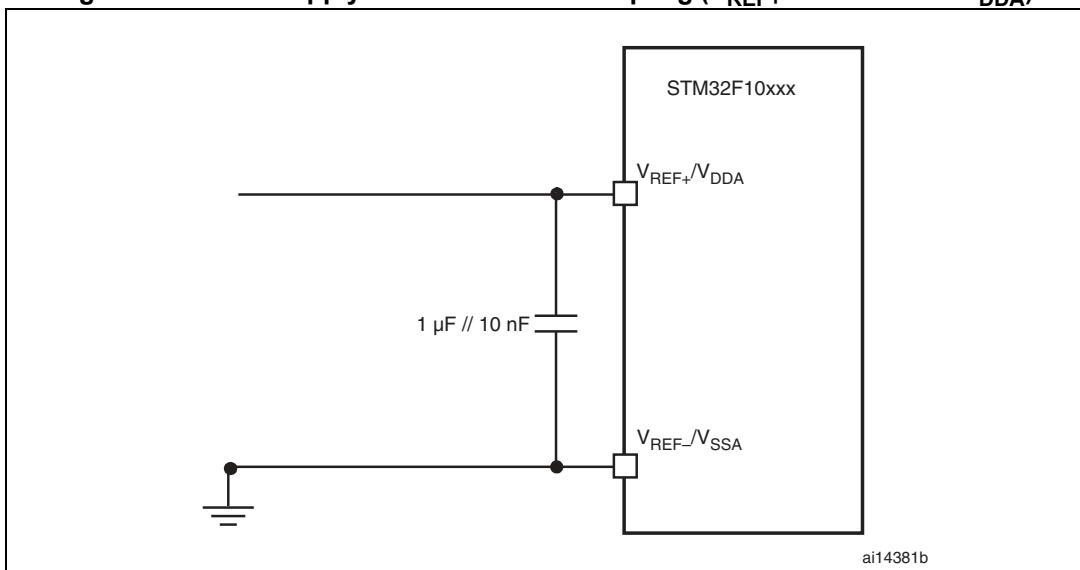 STM32F10xxx
VREF+/VDDA
1 µF // 10 nF
VREF–/VSSA
ai14381b